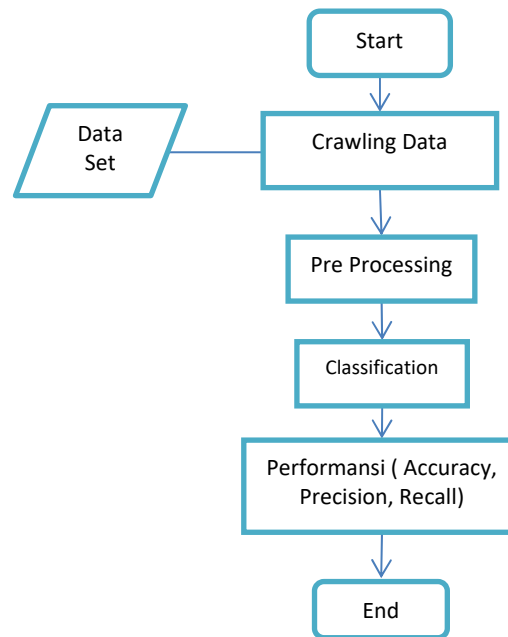 Start
Data
Set
Crawling Data
Pre Processing
Classification
Performansi ( Accuracy,
Precision, Recall)
End